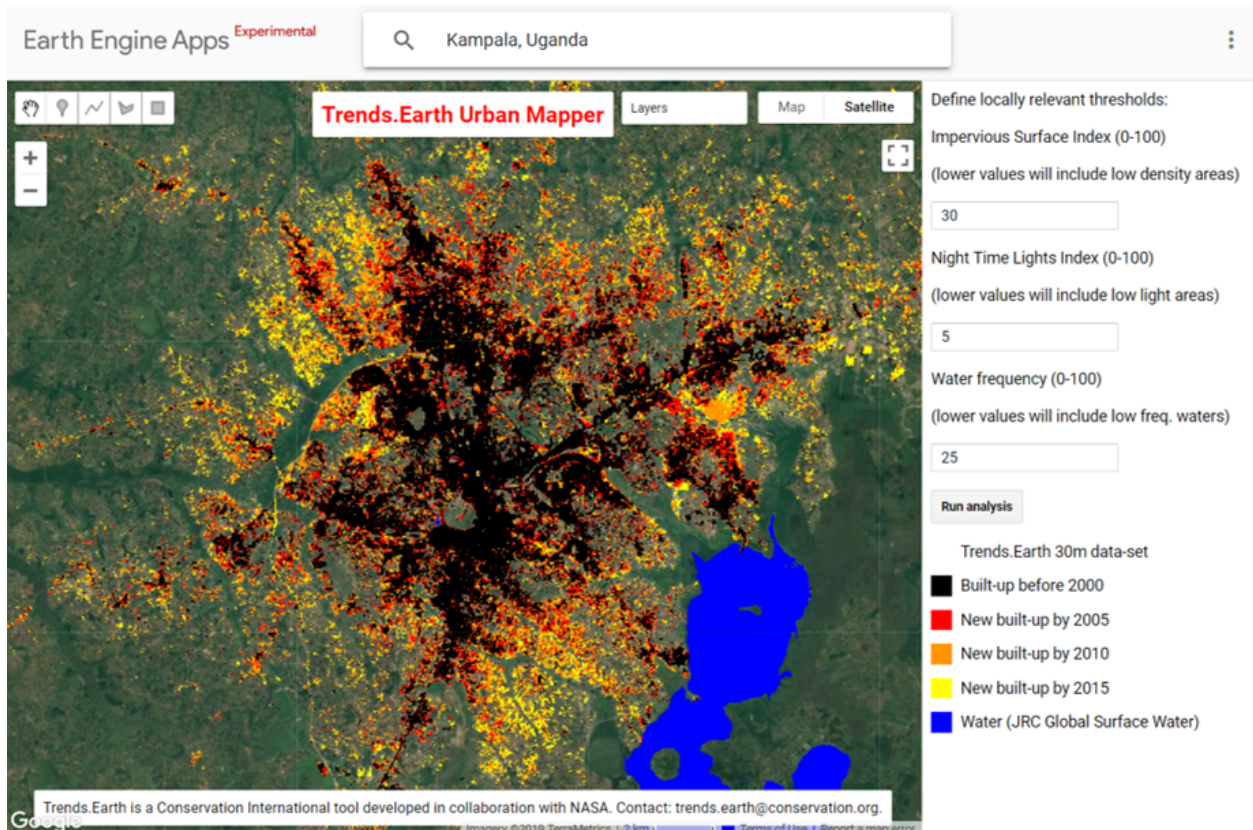 Earth Engine Apps Experimental
Kampala, Uganda
Trends.Earth Urban Mapper
Layers
Map
Satellite
+
−
Define locally relevant thresholds:
Impervious Surface Index (0-100)
(lower values will include low density areas)
30
Night Time Lights Index (0-100)
(lower values will include low light areas)
5
Water frequency (0-100)
(lower values will include low freq. waters)
25
Run analysis
Trends.Earth 30m data-set
Built-up before 2000
New built-up by 2005
New built-up by 2010
New built-up by 2015
Water (JRC Global Surface Water)
Trends.Earth is a Conservation International tool developed in collaboration with NASA. Contact: trends.earth@conservation.org.
Google
Imagery ©2019 TerraMetrics | 2 km
Terms of Use | Report a map error